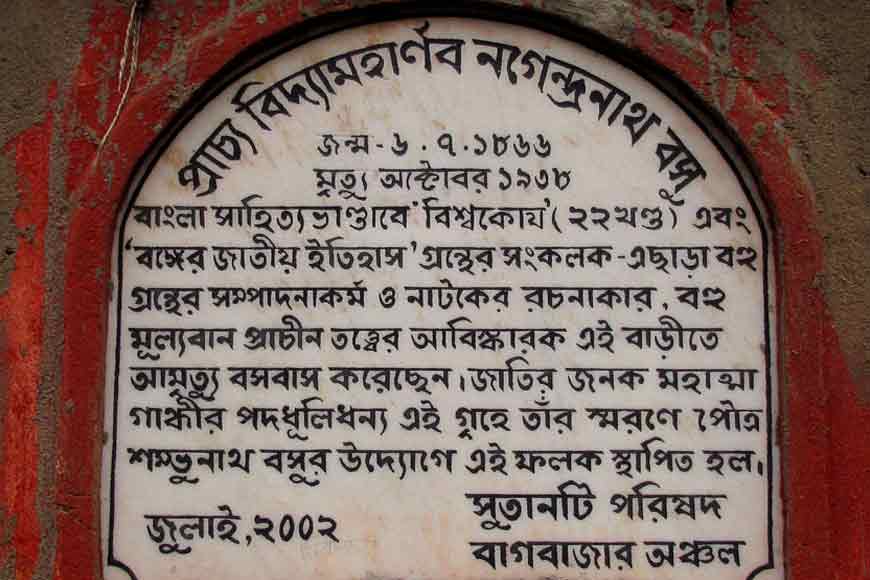 প্রাচ্য বিদ্যামহার্ণব নগেন্দ্রনাথ বসু
জন্ম - ৬ . ৭ . ১৮৬৬
মৃত্যু অক্টোবর ১৯৩৮
বাংলা সাহিত্যভাণ্ডাবে 'বিশ্বকোষ' (২২খণ্ড) এবং
'বঙ্গের জাতীয় ইতিহাস' গ্রন্থের সংকলক - এছাড়া বহু
গ্রন্থের সম্পাদনাকর্ম ও নাটকের রচনাকার, বহু
মূল্যবান প্রাচীন তত্ত্বের আবিস্কারক এই বাড়ীতে
আমৃত্যু বসবাস করেছেন। জাতির জনক মহাত্মা
গান্ধীর পদধূলিধন্য এই গৃহে তাঁর স্মরণে পৌত্র
শম্ভুনাথ বসুর উদ্যোগে এই ফলক স্থাপিত হল।
সুতানটি পরিষদ
জুলাই, ২০০২
বাগবাজার অঞ্চল